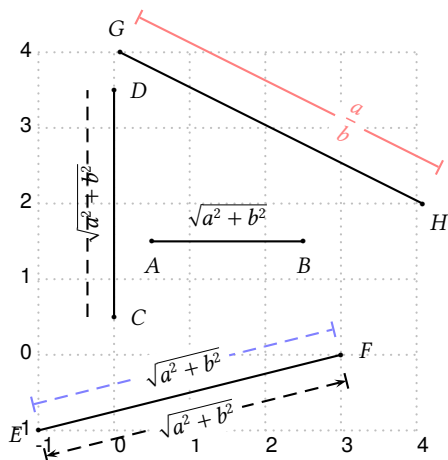 G
4
D
a/b
3
√a² + b²
2
√a² + b²
H
A
B
1
C
0
F
√a² + b²
√a² + b²
E
-1
-1
0
1
2
3
4